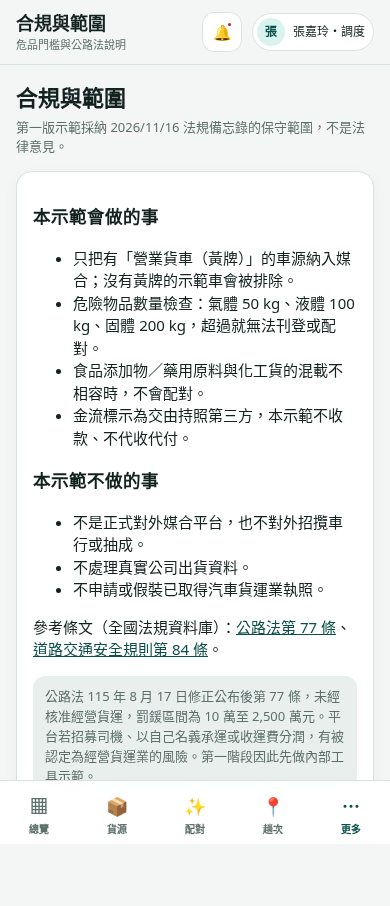 合規與範圍
危品門檻與公路法說明
張
張嘉玲・調度
合規與範圍
第一版示範採納 2026/11/16 法規備忘錄的保守範圍，不是法
律意見。
本示範會做的事
只把有「營業貨車（黃牌）」的車源納入媒
合；沒有黃牌的示範車會被排除。
危險物品數量檢查：氣體 50 kg、液體 100
kg、固體 200 kg，超過就無法刊登或配
對。
食品添加物／藥用原料與化工貨的混載不
相容時，不會配對。
金流標示為交由持照第三方，本示範不收
款、不代收代付。
本示範不做的事
不是正式對外媒合平台，也不對外招攬車
行或抽成。
不處理真實公司出貨資料。
不申請或假裝已取得汽車貨運業執照。
參考條文（全國法規資料庫）：公路法第 77 條、
道路交通安全規則第 84 條。
公路法 115 年 8 月 17 日修正公布後第 77 條，未經
核准經營貨運，罰鍰區間為 10 萬至 2,500 萬元。平
台若招募司機、以自己名義承運或收運費分潤，有被
認定為經營貨運業的風險。第一階段因此先做內部工
具示範。
總覽
貨源
配對
趟次
更多